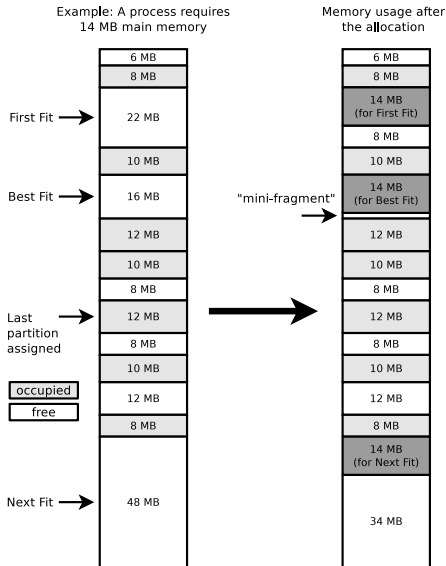 Example: A process requires
14 MB main memory
Memory usage after
the allocation
6 MB
8 MB
First Fit
22 MB
10 MB
Best Fit
16 MB
12 MB
10 MB
8 MB
Last
partition
assigned
12 MB
8 MB
10 MB
occupied
free
12 MB
8 MB
Next Fit
48 MB
6 MB
8 MB
14 MB
(for First Fit)
8 MB
10 MB
14 MB
(for Best Fit)
"mini-fragment"
12 MB
10 MB
8 MB
12 MB
8 MB
10 MB
12 MB
8 MB
14 MB
(for Next Fit)
34 MB